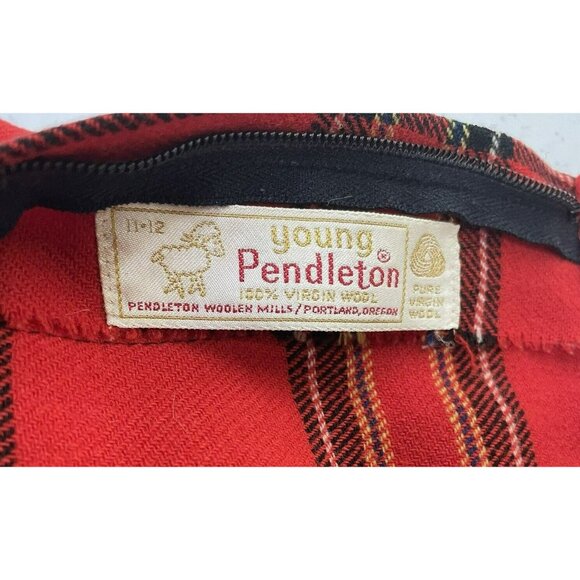 11-12
young
Pendleton®
100% VIRGIN WOOL
PENDLETON WOOLEN MILLS/PORTLAND, OREGON
PURE
VIRGIN
WOOL